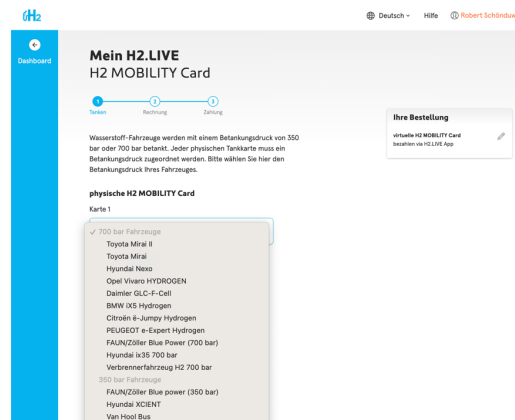 H2
Deutsch
Hilfe
Robert Schönduw
Dashboard
Mein H2.LIVE
H2 MOBILITY Card
1
2
3
Tanken
Rechnung
Zahlung
Wasserstoff-Fahrzeuge werden mit einem Betankungsdruck von 350
bar oder 700 bar betankt. Jeder physischen Tankkarte muss ein
Betankungsdruck zugeordnet werden. Bitte wählen Sie hier den
Betankungsdruck Ihres Fahrzeuges.
physische H2 MOBILITY Card
Karte 1
✓ 700 bar Fahrzeuge
Toyota Mirai II
Toyota Mirai
Hyundai Nexo
Opel Vivaro HYDROGEN
Daimler GLC-F-Cell
BMW iX5 Hydrogen
Citroën ë-Jumpy Hydrogen
PEUGEOT e-Expert Hydrogen
FAUN/Zöller Blue Power (700 bar)
Hyundai ix35 700 bar
Verbrennerfahrzeug H2 700 bar
350 bar Fahrzeuge
FAUN/Zöller Blue power (350 bar)
Hyundai XCIENT
Van Hool Bus
Ihre Bestellung
virtuelle H2 MOBILITY Card
bezahlen via H2.LIVE App